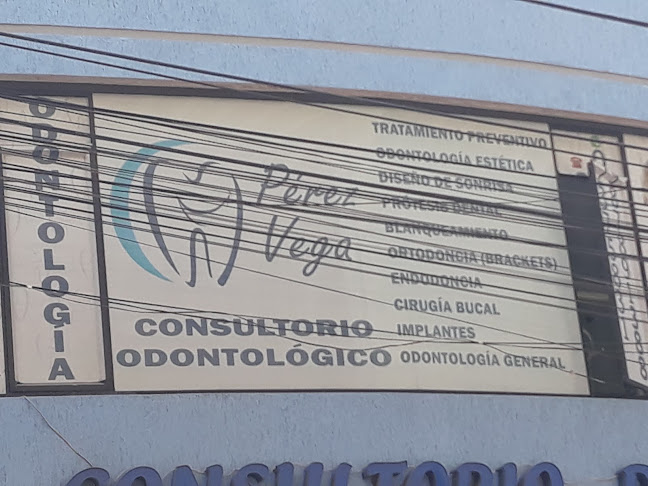 ODONTOLOGÍA
Pérez
Vega
CONSULTORIO
ODONTOLÓGICO
TRATAMIENTO PREVENTIVO
ODONTOLOGÍA ESTÉTICA
DISEÑO DE SONRISA
PRÓTESIS DENTAL
BLANQUEAMIENTO
ORTODONCIA (BRACKETS)
ENDODONCIA
CIRUGÍA BUCAL
IMPLANTES
ODONTOLOGÍA GENERAL
CONSULTORIO